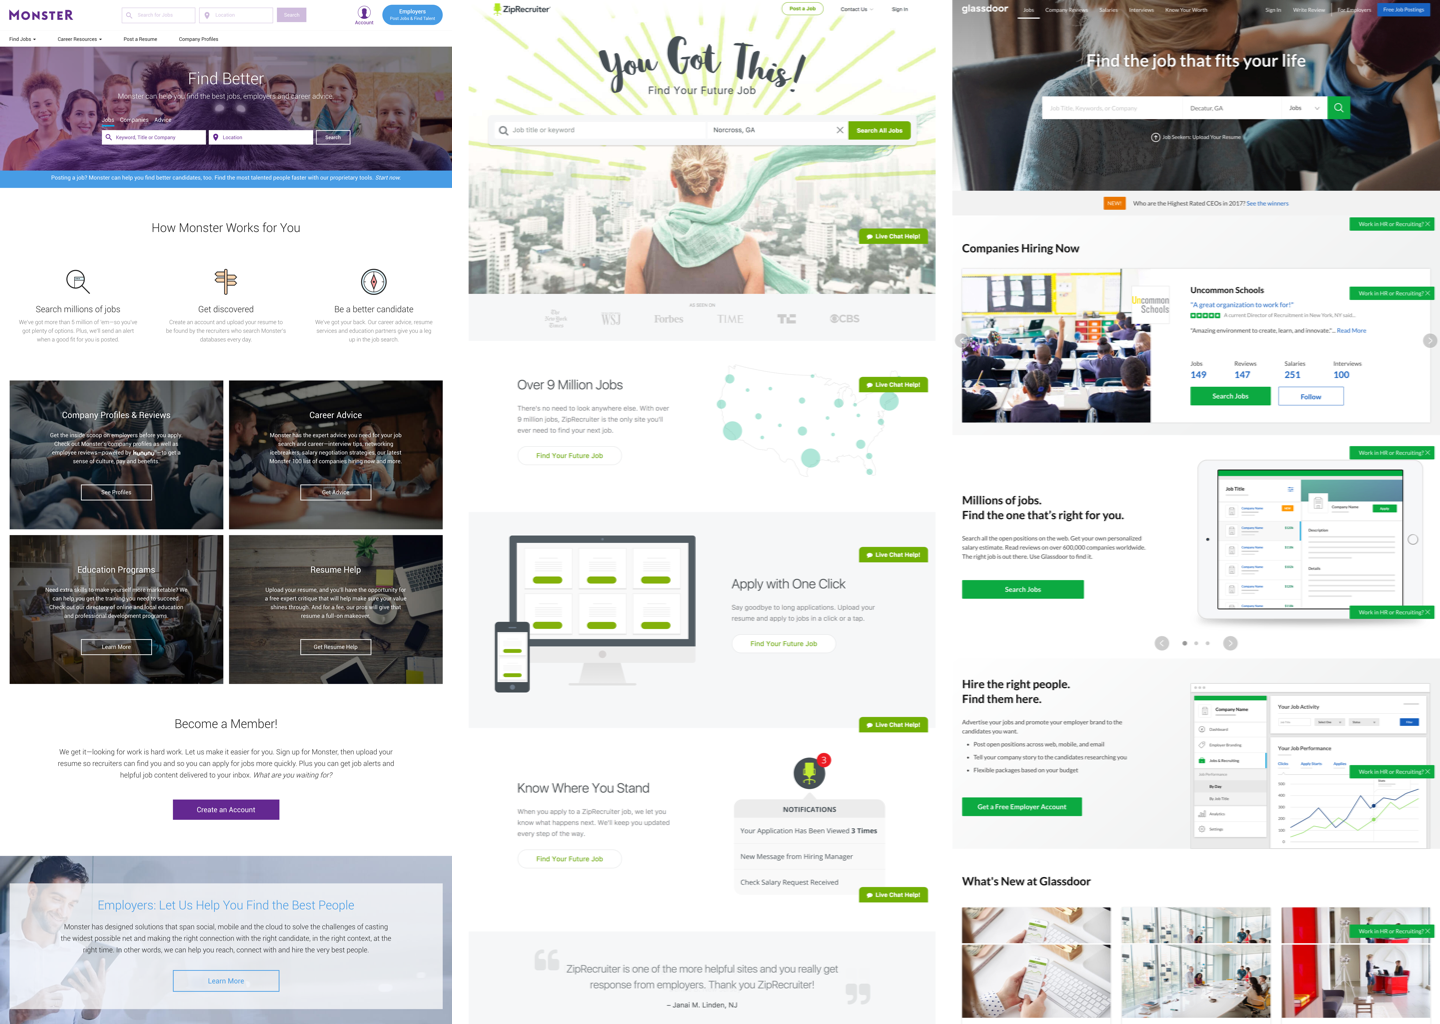 MONSTER
Search for Jobs
Location
Search
Account
Employers
Post Jobs & Find Talent
Find Jobs
Career Resources
Post a Resume
Company Profiles
Find Better
Monster can help you find the best jobs, employers and career advice.
Jobs Companies Advice
Keyword, Title or Company
Location
Search
Posting a job? Monster can help you find better candidates, too. Find the most talented people faster with our proprietary tools. Start now.
How Monster Works for You
Search millions of jobs
We've got more than 5 million of 'em—so you've
got plenty of options. Plus, we'll send an alert
when a good fit for you is posted.
Get discovered
Create an account and upload your resume to
be found by the recruiters who search Monster's
databases every day.
Be a better candidate
We've got your back. Our career advice, resume
services and education partners give you a leg
up in the job search.
Company Profiles & Reviews
Get the inside scoop on employers before you apply.
Check out Monster's company profiles as well as
employee reviews—powered by kununu—to get a
sense of culture, pay and benefits.
See Profiles
Career Advice
Monster has the expert advice you need for your job
search and career—interview tips, networking
icebreakers, salary negotiation strategies, our latest
Monster 100 list of companies hiring now and more.
Get Advice
Education Programs
Need extra skills to make yourself more marketable? We
can help you get the training you need to succeed.
Check out our directory of online and local education
and professional development programs.
Learn More
Resume Help
Upload your resume, and you'll have the opportunity for
a free expert critique that will help make sure your value
shines through. And for a fee, our pros will give that
resume a full-on makeover.
Get Resume Help
Become a Member!
We get it—looking for work is hard work. Let us make it easier for you. Sign up for Monster, then upload your
resume so recruiters can find you and so you can apply for jobs more quickly. Plus you can get job alerts and
helpful job content delivered to your inbox. What are you waiting for?
Create an Account
Employers: Let Us Help You Find the Best People
Monster has designed solutions that span social, mobile and the cloud to solve the challenges of casting
the widest possible net and making the right connection with the right candidate, in the right context, at the
right time. In other words, we can help you reach, connect with and hire the very best people.
Learn More
ZipRecruiter
Post a Job
Contact Us
Sign In
You Got This!
Find Your Future Job
Job title or keyword
Norcross, GA
Search All Jobs
Live Chat Help!
AS SEEN ON
The New York Times
WSJ
Forbes
TIME
TC
CBS
Over 9 Million Jobs
There's no need to look anywhere else. With over
9 million jobs, ZipRecruiter is the only site you'll
ever need to find your next job.
Find Your Future Job
Live Chat Help!
Live Chat Help!
Apply with One Click
Say goodbye to long applications. Upload your
resume and apply to jobs in a click or a tap.
Find Your Future Job
Live Chat Help!
Know Where You Stand
When you apply to a ZipRecruiter job, we let you
know what happens next. We'll keep you updated
every step of the way.
Find Your Future Job
3
NOTIFICATIONS
Your Application Has Been Viewed 3 Times
New Message from Hiring Manager
Check Salary Request Received
Live Chat Help!
ZipRecruiter is one of the more helpful sites and you really get
response from employers. Thank you ZipRecruiter!
– Janai M. Linden, NJ
glassdoor
Jobs
Company Reviews
Salaries
Interviews
Know Your Worth
Sign In
Write Review
For Employers
Free Job Postings
Find the job that fits your life
Job Title, Keywords, or Company
Decatur, GA
Jobs
Job Seekers: Upload Your Resume
NEW!
Who are the Highest Rated CEOs in 2017? See the winners
Work in HR or Recruiting?
Companies Hiring Now
Uncommon Schools
Uncommon Schools
"A great organization to work for!"
A current Director of Recruitment in New York, NY said...
"Amazing environment to create, learn, and innovate."... Read More
Work in HR or Recruiting?
Jobs
149
Reviews
147
Salaries
251
Interviews
100
Search Jobs
Follow
Work in HR or Recruiting?
Millions of jobs.
Find the one that's right for you.
Search all the open positions on the web. Get your own personalized
salary estimate. Read reviews on over 600,000 companies worldwide.
The right job is out there. Use Glassdoor to find it.
Search Jobs
Job Title
Company Name
Company Name
Company Name
Company Name
Company Name
Company Name
Company Name
Apply
Description
Details
Work in HR or Recruiting?
Hire the right people.
Find them here.
Advertise your jobs and promote your employer brand to the
candidates you want.
Post open positions across web, mobile, and email
Tell your company story to the candidates researching you
Flexible packages based on your budget
Get a Free Employer Account
Company Name
Dashboard
Employer Branding
Jobs & Recruiting
Job Performance
By Day
By Job Title
Analytics
Settings
Your Job Activity
Your Job Performance
Clicks
Apply Starts
Applies
500
400
300
200
100
0
Work in HR or Recruiting?
What's New at Glassdoor
Work in HR or Recruiting?